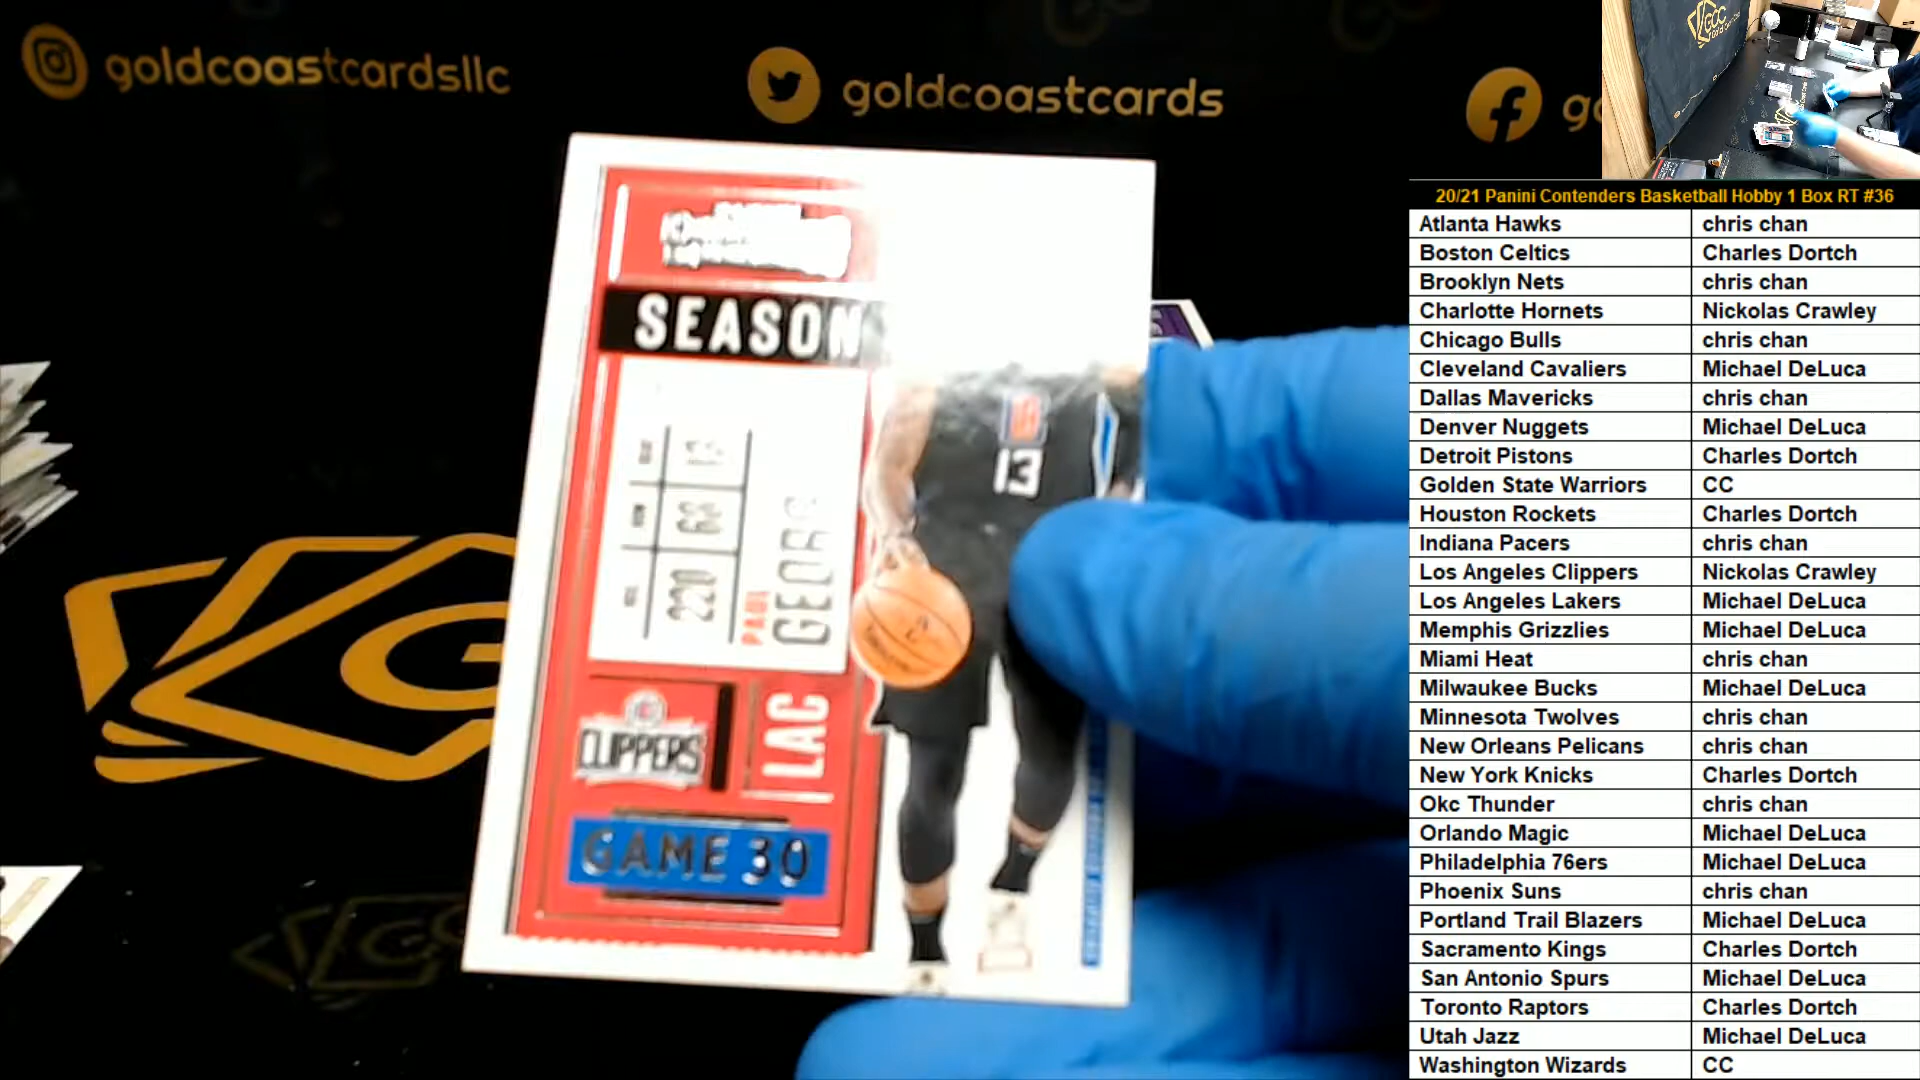 goldcoastcardsllc
goldcoastcards
SEASON
13
220
PAUL
GEORGE
CLIPPERS
LAC
GAME 30
20/21 Panini Contenders Basketball Hobby 1 Box RT #36
Atlanta Hawks chris chan
Boston Celtics Charles Dortch
Brooklyn Nets chris chan
Charlotte Hornets Nickolas Crawley
Chicago Bulls chris chan
Cleveland Cavaliers Michael DeLuca
Dallas Mavericks chris chan
Denver Nuggets Michael DeLuca
Detroit Pistons Charles Dortch
Golden State Warriors CC
Houston Rockets Charles Dortch
Indiana Pacers chris chan
Los Angeles Clippers Nickolas Crawley
Los Angeles Lakers Michael DeLuca
Memphis Grizzlies Michael DeLuca
Miami Heat chris chan
Milwaukee Bucks Michael DeLuca
Minnesota Twolves chris chan
New Orleans Pelicans chris chan
New York Knicks Charles Dortch
Okc Thunder chris chan
Orlando Magic Michael DeLuca
Philadelphia 76ers Michael DeLuca
Phoenix Suns chris chan
Portland Trail Blazers Michael DeLuca
Sacramento Kings Charles Dortch
San Antonio Spurs Michael DeLuca
Toronto Raptors Charles Dortch
Utah Jazz Michael DeLuca
Washington Wizards CC